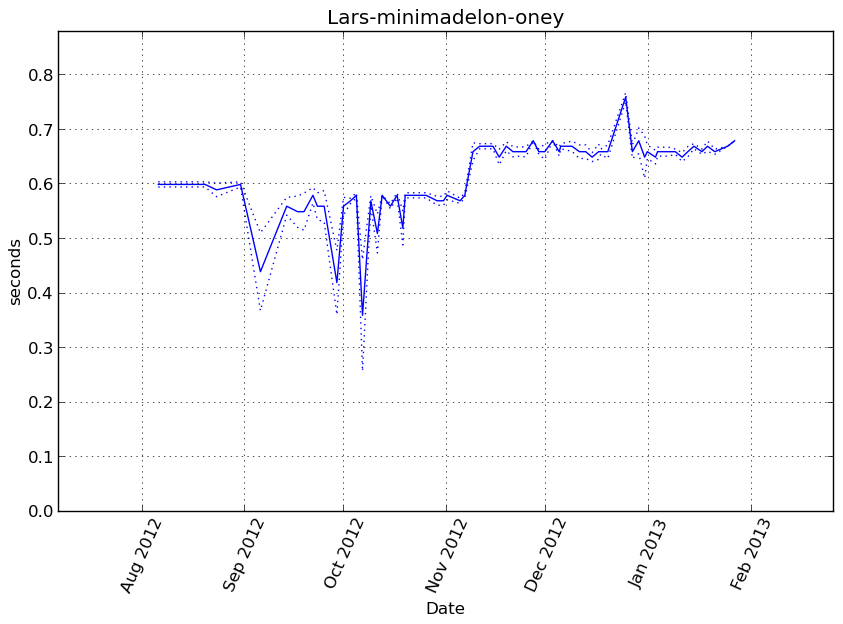 Lars-minimadelon-oney
0.8
0.7
0.6
0.5
0.4
0.3
0.2
0.1
0.0
seconds
Aug 2012
Sep 2012
Oct 2012
Nov 2012
Dec 2012
Jan 2013
Feb 2013
Date